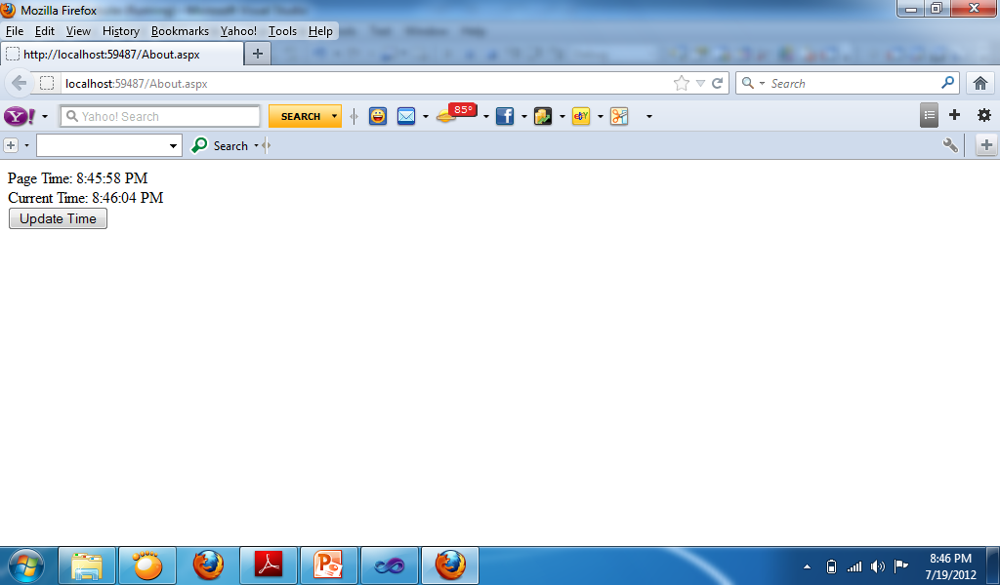 Mozilla Firefox
File Edit View History Bookmarks Yahoo! Tools Help
http://localhost:59487/About.aspx
localhost:59487/About.aspx
Search
Y!
Yahoo! Search
SEARCH
85°
Search
Page Time: 8:45:58 PM
Current Time: 8:46:04 PM
Update Time
8:46 PM
7/19/2012